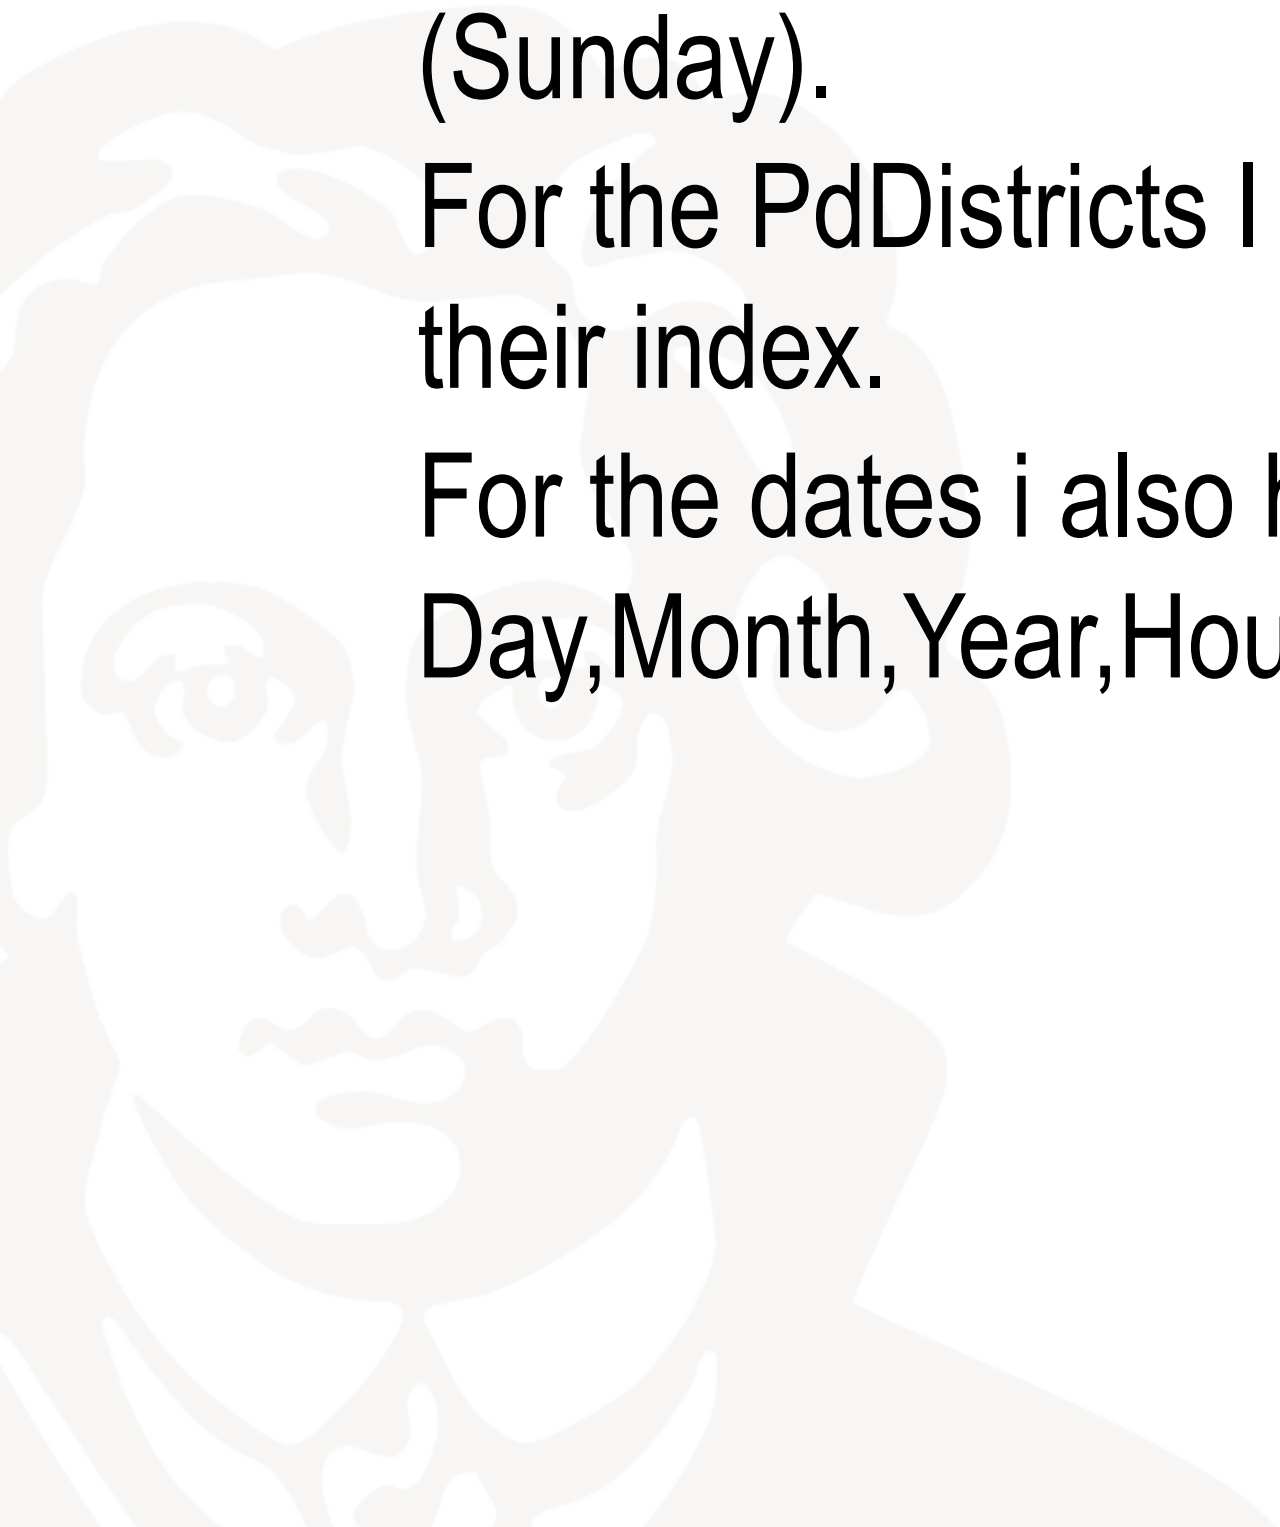 (Sunday).
For the PdDistricts I
their index.
For the dates i also
Day,Month,Year,Hou